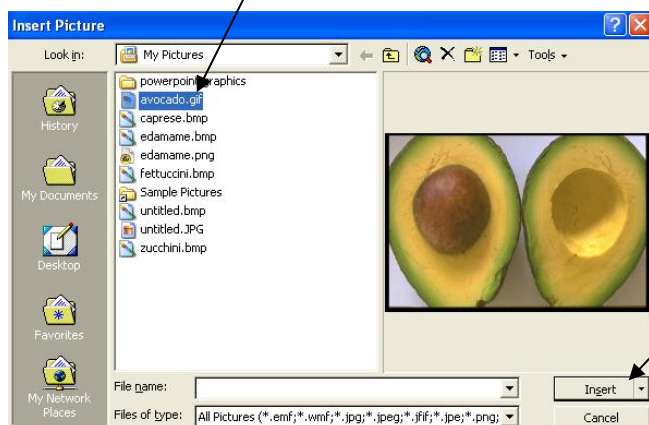 Insert Picture
Look in: My Pictures Tools
History
My Documents
Desktop
Favorites
My Network Places
powerpoint graphics
avocado.gif
caprese.bmp
edamame.bmp
edamame.png
fettuccini.bmp
Sample Pictures
untitled.bmp
untitled.JPG
zucchini.bmp
File name: Insert
Files of type: All Pictures (*.emf;*.wmf;*.jpg;*.jpeg;*.jfif;*.jpe;*.png; Cancel